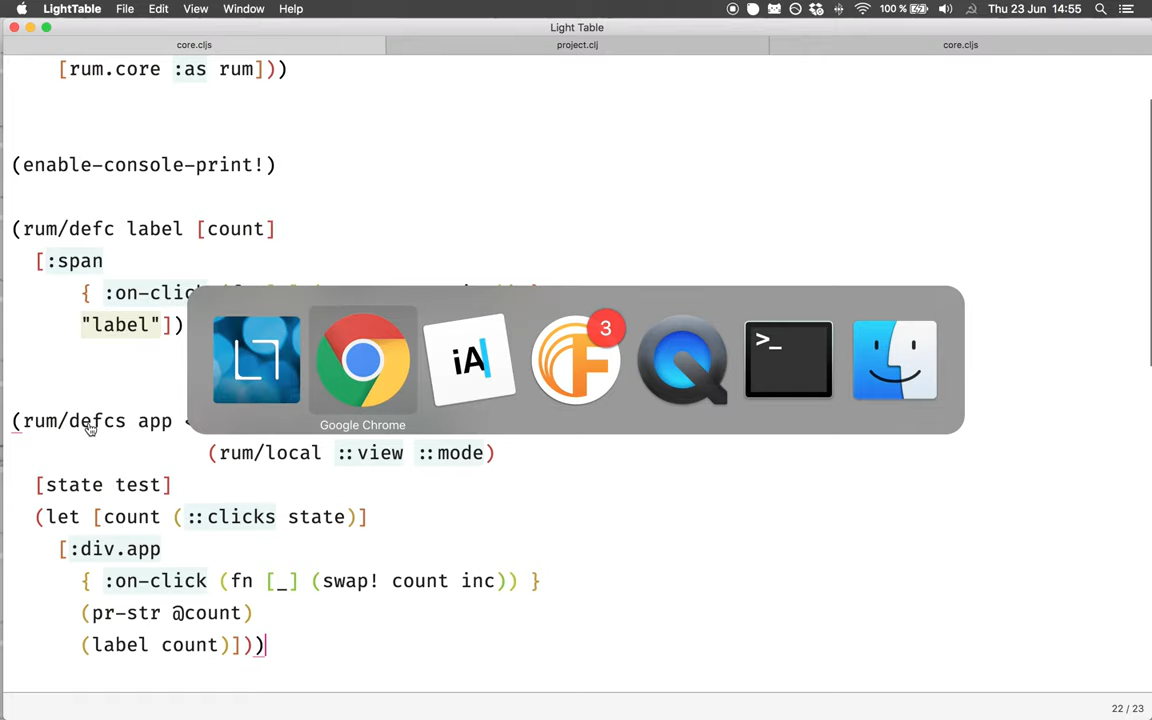 LightTable File Edit View Window Help 100 % Thu 23 Jun 14:55
Light Table
core.cljs project.clj core.cljs
[rum.core :as rum]))
(enable-console-print!)
(rum/defc label [count]
[:span
{ :on-clic
"label"])
3
iA
>_
Google Chrome
(rum/defcs app
(rum/local ::view ::mode)
[state test]
(let [count (::clicks state)]
[:div.app
{ :on-click (fn [_] (swap! count inc)) }
(pr-str @count)
(label count)]))
22 / 23